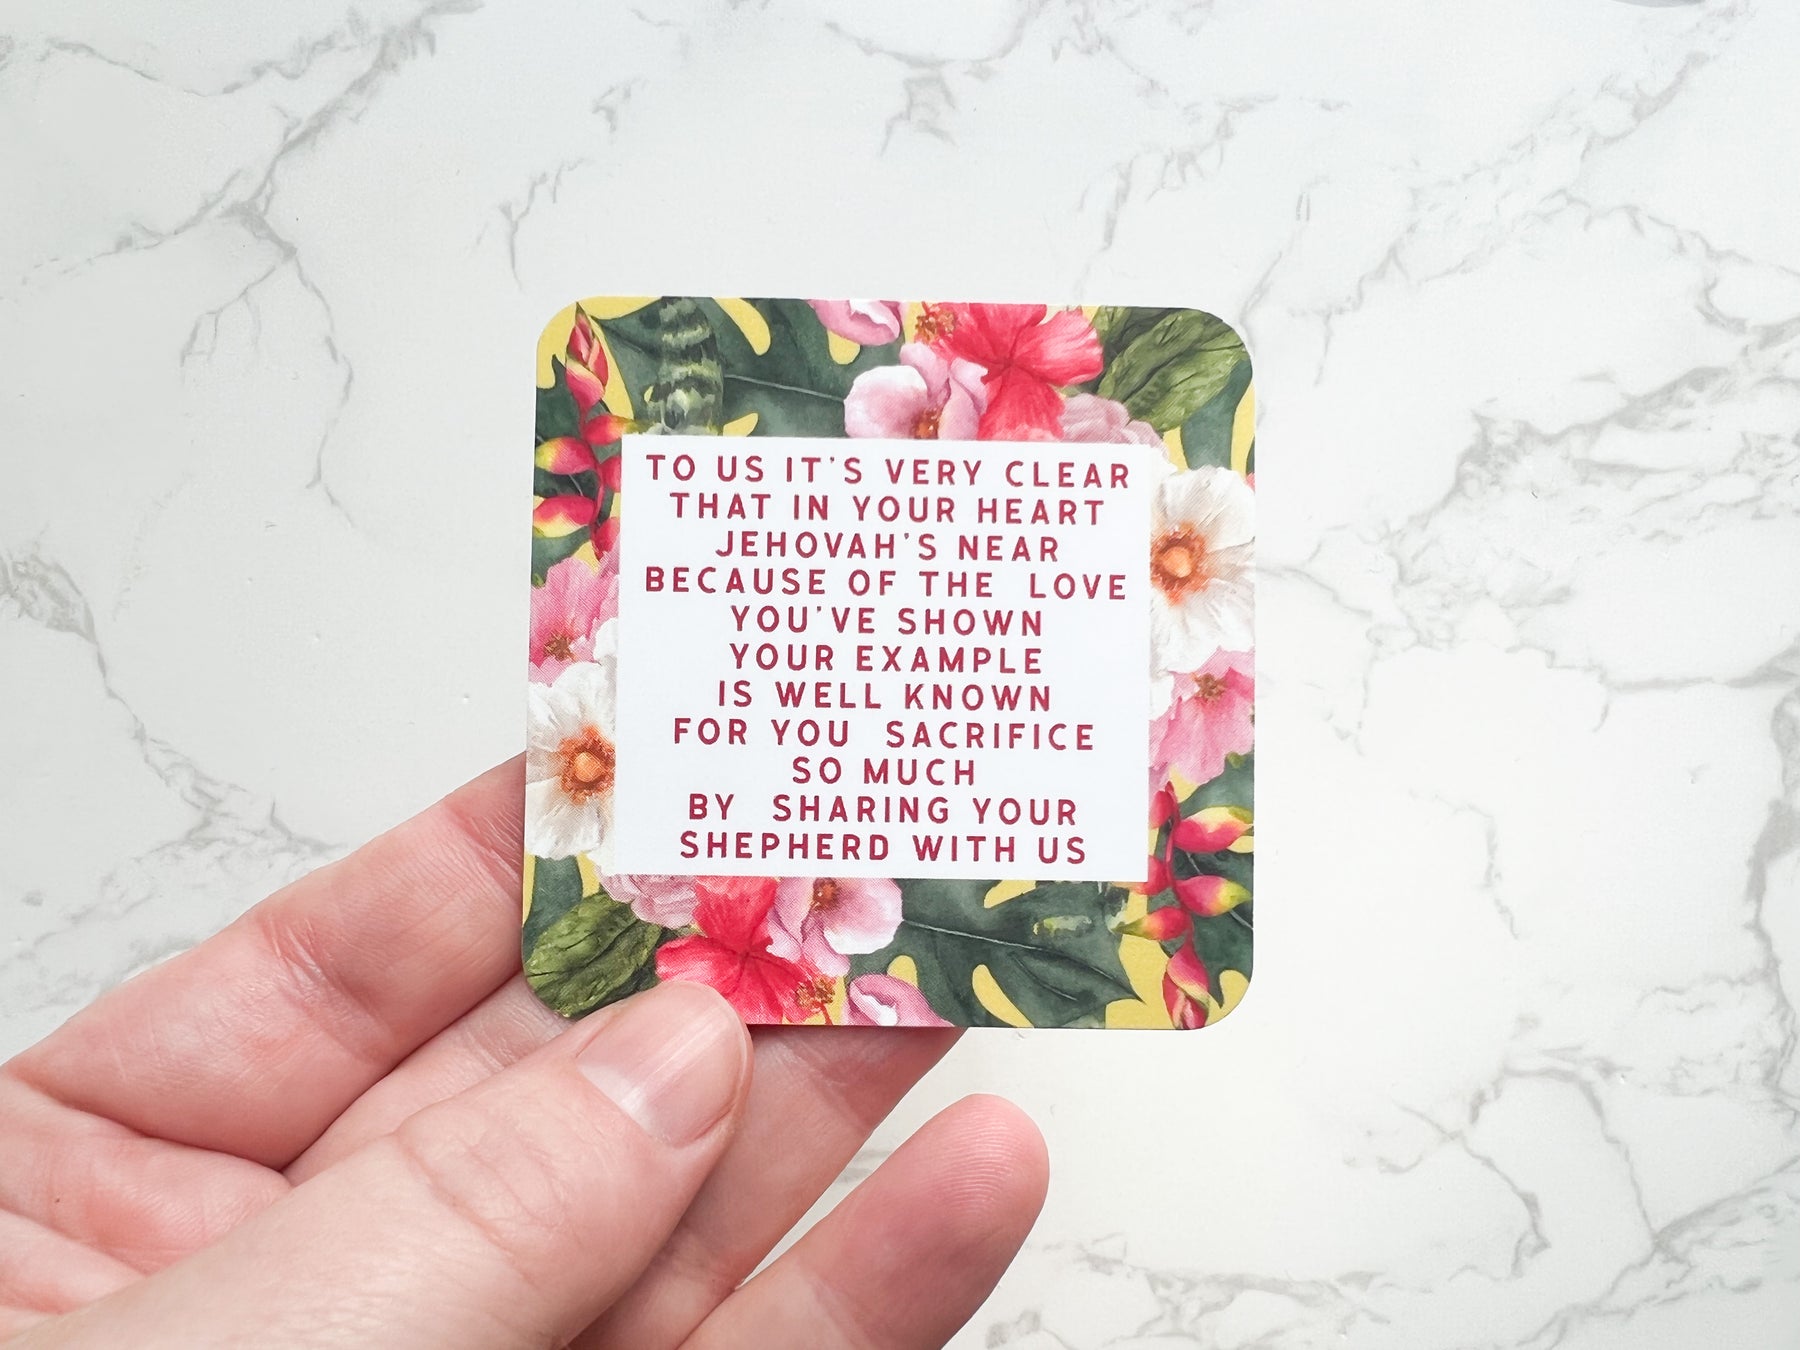 TO US IT'S VERY CLEAR
THAT IN YOUR HEART
JEHOVAH'S NEAR
BECAUSE OF THE LOVE
YOU'VE SHOWN
YOUR EXAMPLE
IS WELL KNOWN
FOR YOU SACRIFICE
SO MUCH
BY SHARING YOUR
SHEPHERD WITH US